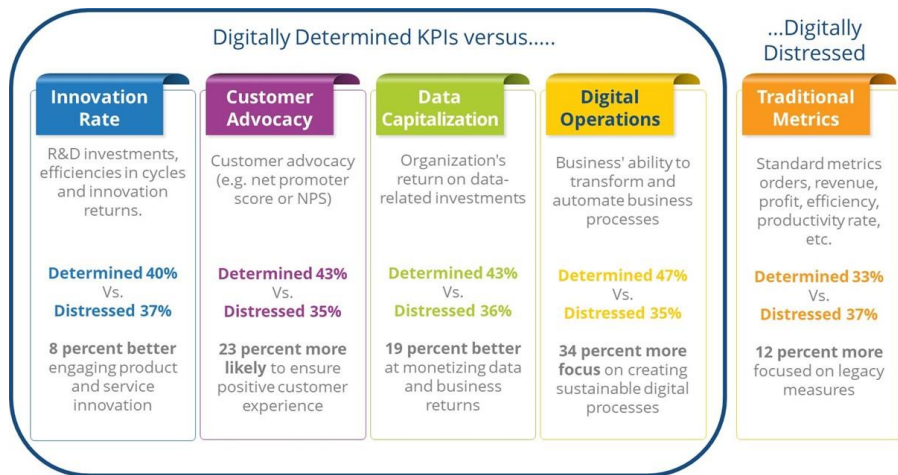 Digitally Determined KPIs versus.....
...Digitally
Distressed
Innovation
Rate
R&D investments,
efficiencies in cycles
and innovation
returns.
Determined 40%
Vs.
Distressed 37%
8 percent better
engaging product
and service
innovation
Customer
Advocacy
Customer advocacy
(e.g. net promoter
score or NPS)
Determined 43%
Vs.
Distressed 35%
23 percent more
likely to ensure
positive customer
experience
Data
Capitalization
Organization's
return on data-
related investments
Determined 43%
Vs.
Distressed 36%
19 percent better
at monetizing data
and business
returns
Digital
Operations
Business' ability to
transform and
automate business
processes
Determined 47%
Vs.
Distressed 35%
34 percent more
focus on creating
sustainable digital
processes
Traditional
Metrics
Standard metrics
orders, revenue,
profit, efficiency,
productivity rate,
etc.
Determined 33%
Vs.
Distressed 37%
12 percent more
focused on legacy
measures